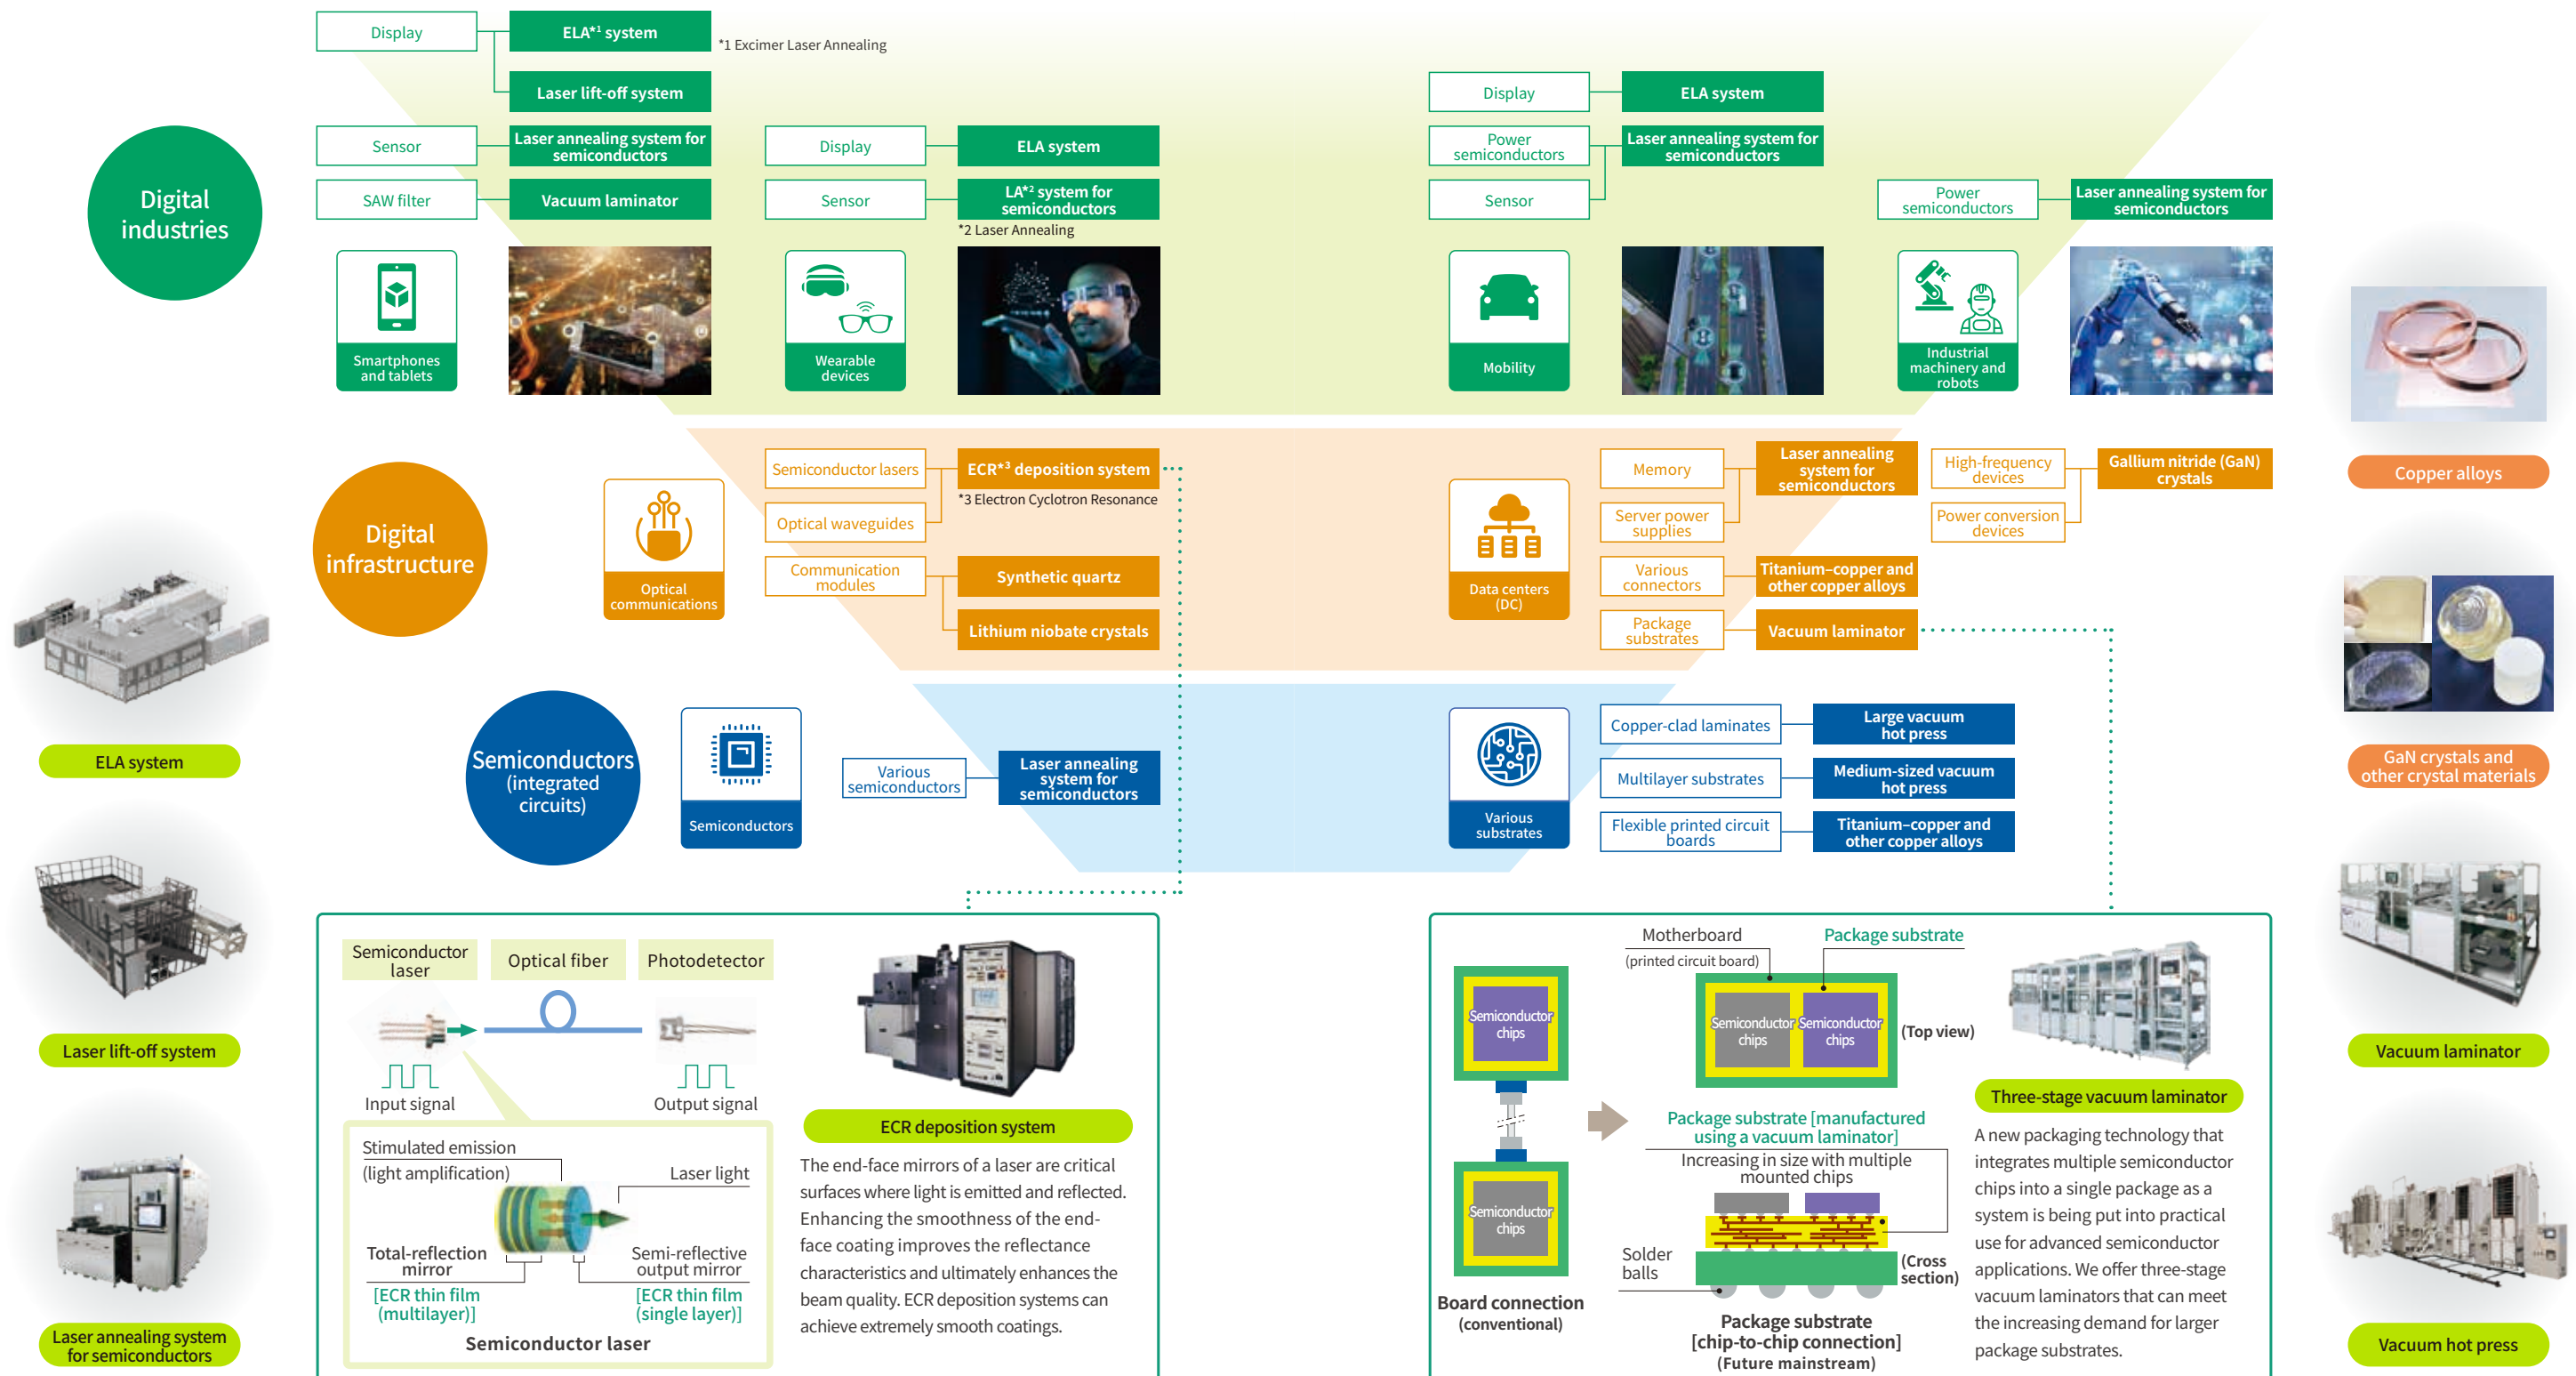 Digital
industries
Display
ELA*1 system
*1 Excimer Laser Annealing
Laser lift-off system
Sensor
Laser annealing system for
semiconductors
SAW filter
Vacuum laminator
Smartphones
and tablets
Display
ELA system
Sensor
LA*2 system for
semiconductors
*2 Laser Annealing
Wearable
devices
Display
ELA system
Power
semiconductors
Laser annealing system for
semiconductors
Sensor
Mobility
Power
semiconductors
Laser annealing system for
semiconductors
Industrial
machinery and
robots
Digital
infrastructure
Optical
communications
Semiconductor lasers
ECR*3 deposition system
*3 Electron Cyclotron Resonance
Optical waveguides
Communication
modules
Synthetic quartz
Lithium niobate crystals
Data centers
(DC)
Memory
Laser annealing
system for
semiconductors
Server power
supplies
High-frequency
devices
Gallium nitride (GaN)
crystals
Power conversion
devices
Various
connectors
Titanium–copper and
other copper alloys
Package
substrates
Vacuum laminator
Semiconductors
(integrated
circuits)
Semiconductors
Various
semiconductors
Laser annealing
system for
semiconductors
Various
substrates
Copper-clad laminates
Large vacuum
hot press
Multilayer substrates
Medium-sized vacuum
hot press
Flexible printed circuit
boards
Titanium–copper and
other copper alloys
ELA system
Laser lift-off system
Laser annealing system
for semiconductors
Copper alloys
GaN crystals and
other crystal materials
Vacuum laminator
Vacuum hot press
Semiconductor
laser
Optical fiber
Photodetector
Input signal
Output signal
Stimulated emission
(light amplification)
Laser light
Total-reflection
mirror
[ECR thin film
(multilayer)]
Semi-reflective
output mirror
[ECR thin film
(single layer)]
Semiconductor laser
ECR deposition system
The end-face mirrors of a laser are critical
surfaces where light is emitted and reflected.
Enhancing the smoothness of the end-
face coating improves the reflectance
characteristics and ultimately enhances the
beam quality. ECR deposition systems can
achieve extremely smooth coatings.
Semiconductor
chips
Semiconductor
chips
Board connection
(conventional)
Motherboard
(printed circuit board)
Package substrate
Semiconductor
chips
Semiconductor
chips
(Top view)
Package substrate [manufactured
using a vacuum laminator]
Increasing in size with multiple
mounted chips
Solder
balls
(Cross
section)
Package substrate
[chip-to-chip connection]
(Future mainstream)
Three-stage vacuum laminator
A new packaging technology that
integrates multiple semiconductor
chips into a single package as a
system is being put into practical
use for advanced semiconductor
applications. We offer three-stage
vacuum laminators that can meet
the increasing demand for larger
package substrates.